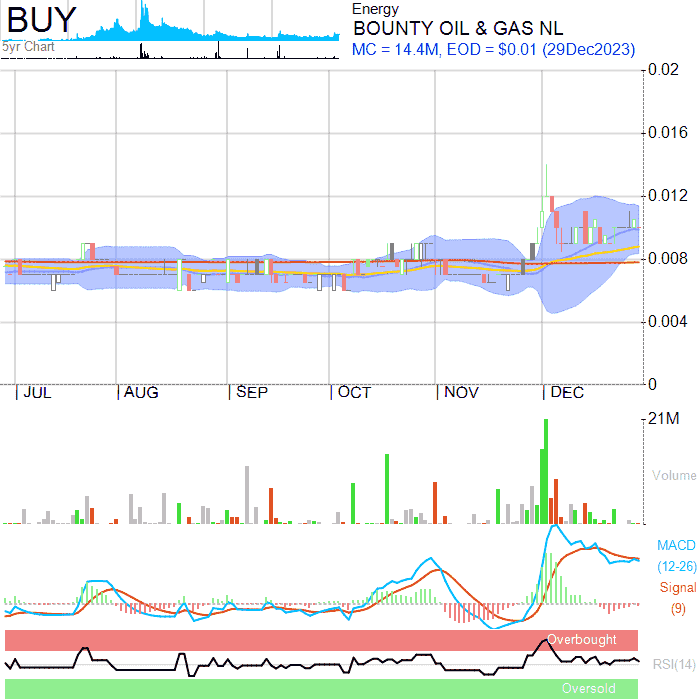 BUY
5yr Chart
Energy
BOUNTY OIL & GAS NL
MC = 14.4M, EOD = $0.01 (29Dec2023)
0.02
0.016
0.012
0.008
0.004
0
JUL AUG SEP OCT NOV DEC
21M
Volume
MACD
(12-26)
Signal
(9)
Overbought
RSI(14)
Oversold